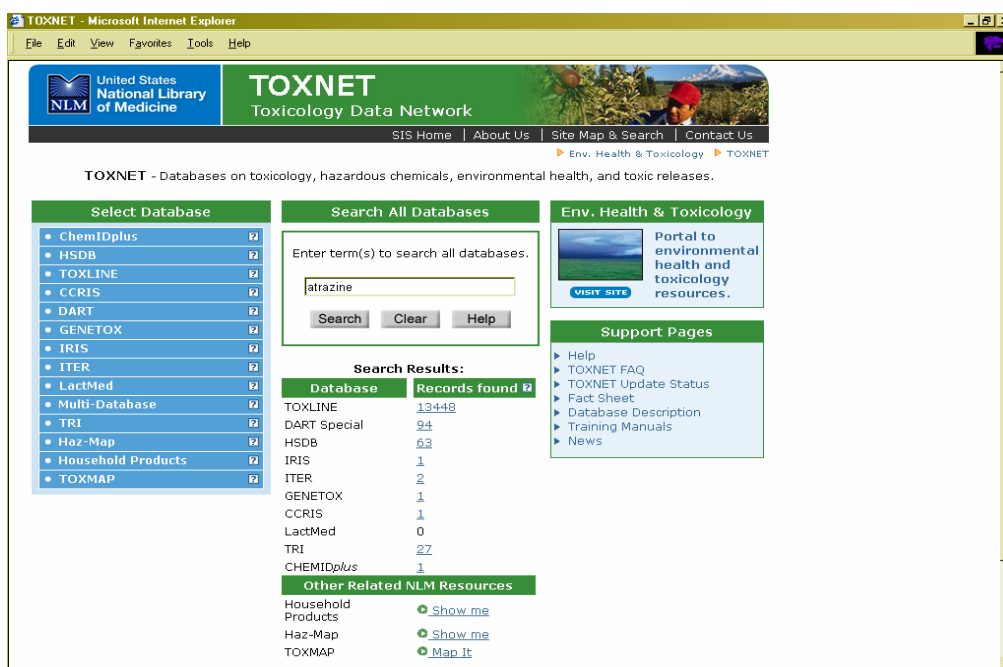 TOXNET - Microsoft Internet Explorer
File Edit View Favorites Tools Help
United States
National Library
of Medicine
NLM
TOXNET
Toxicology Data Network
SIS Home | About Us | Site Map & Search | Contact Us
Env. Health & Toxicology TOXNET
TOXNET - Databases on toxicology, hazardous chemicals, environmental health, and toxic releases.
Select Database
ChemIDplus ?
HSDB ?
TOXLINE ?
CCRIS ?
DART ?
GENETOX ?
IRIS ?
ITER ?
LactMed ?
Multi-Database ?
TRI ?
Haz-Map ?
Household Products ?
TOXMAP ?
Search All Databases
Enter term(s) to search all databases.
atrazine
Search Clear Help
Search Results:
Database Records found ?
TOXLINE 13448
DART Special 94
HSDB 63
IRIS 1
ITER 2
GENETOX 1
CCRIS 1
LactMed 0
TRI 27
CHEMIDplus 1
Other Related NLM Resources
Household
Products Show me
Haz-Map Show me
TOXMAP Map It
Env. Health & Toxicology
Portal to
environmental
health and
toxicology
resources.
VISIT SITE
Support Pages
Help
TOXNET FAQ
TOXNET Update Status
Fact Sheet
Database Description
Training Manuals
News